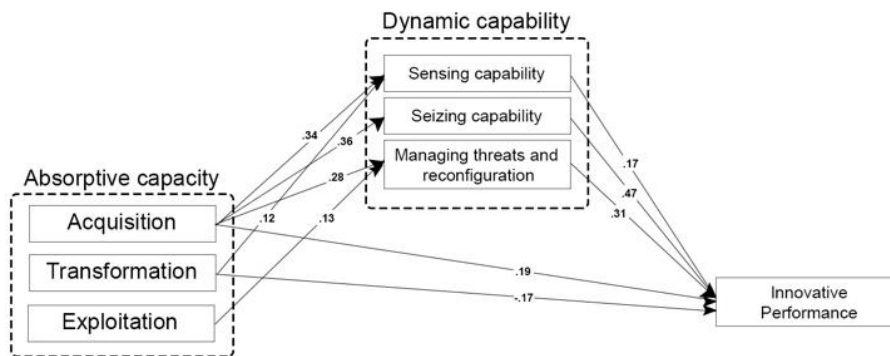 Dynamic capability
Sensing capability
Seizing capability
Managing threats and
reconfiguration
.34
.36
.28
.12
.13
.17
.47
.31
Absorptive capacity
Acquisition
Transformation
Exploitation
.19
-.17
Innovative
Performance